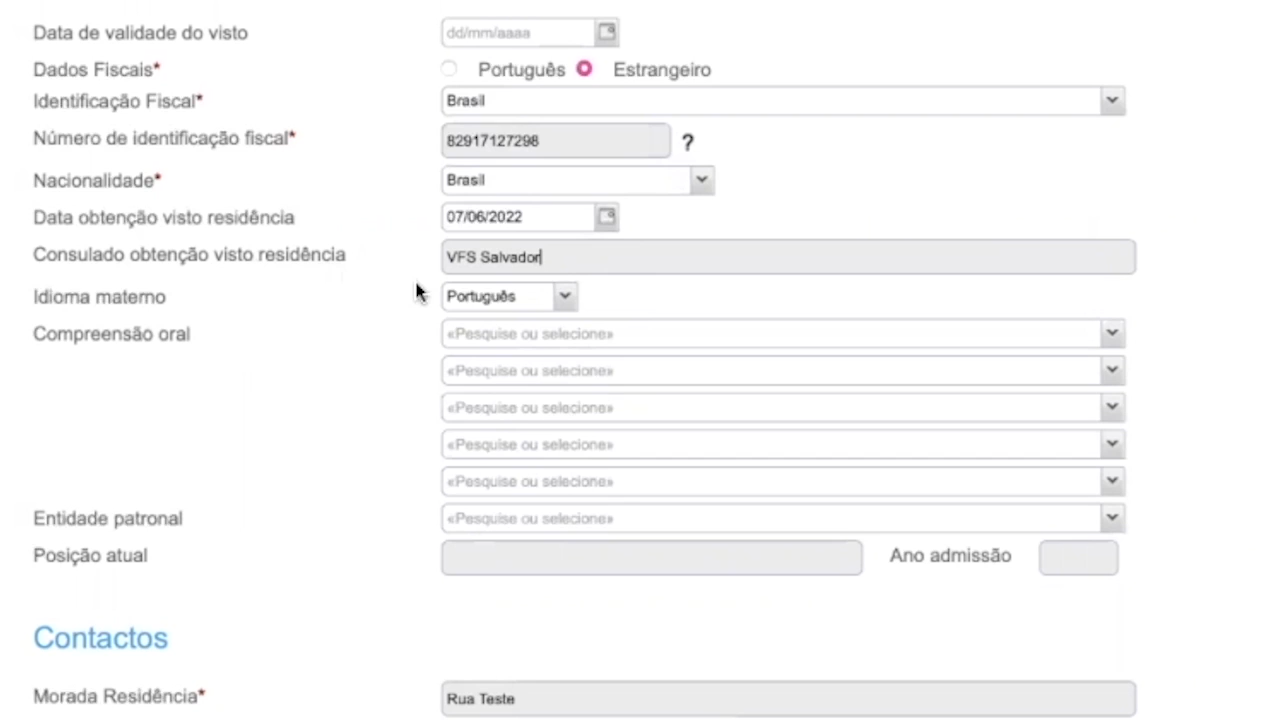 Data de validade do visto dd/mm/aaaa
Dados Fiscais* Português Estrangeiro
Identificação Fiscal* Brasil
Número de identificação fiscal* 82917127298 ?
Nacionalidade* Brasil
Data obtenção visto residência 07/06/2022
Consulado obtenção visto residência VFS Salvador
Idioma materno Português
Compreensão oral «Pesquise ou selecione»
«Pesquise ou selecione»
«Pesquise ou selecione»
«Pesquise ou selecione»
«Pesquise ou selecione»
Entidade patronal «Pesquise ou selecione»
Posição atual Ano admissão
Contactos
Morada Residência* Rua Teste